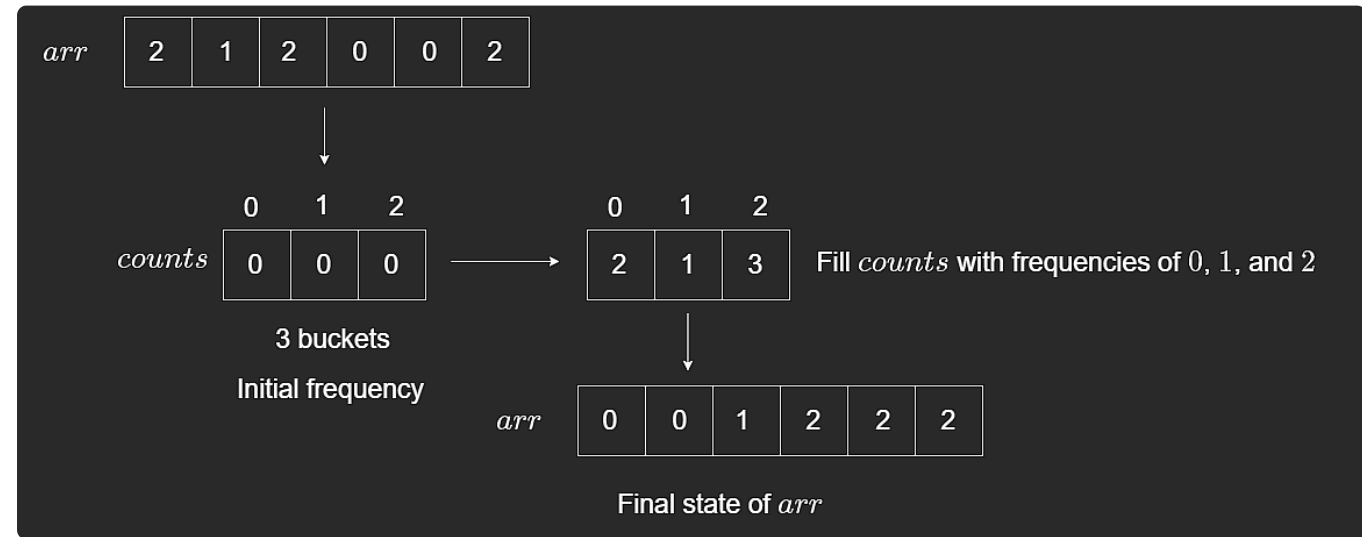 arr 2 1 2 0 0 2
0 1 2 0 1 2
counts 0 0 0 2 1 3 Fill counts with frequencies of 0, 1, and 2
3 buckets
Initial frequency
arr 0 0 1 2 2 2
Final state of arr